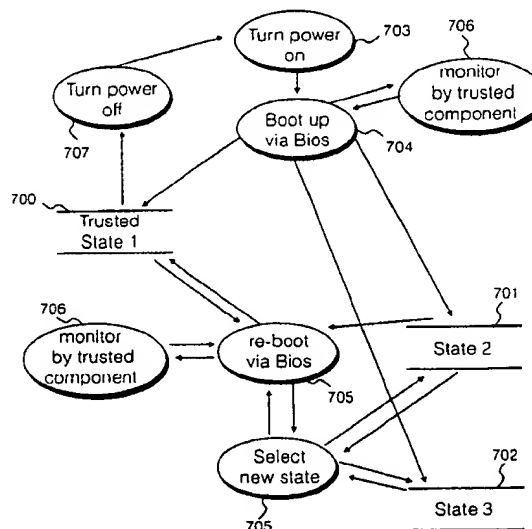 Turn power
on
703
706
monitor
by trusted
component
Turn power
off
707
Boot up
via Bios
704
700
Trusted
State 1
701
State 2
706
monitor
by trusted
component
re-boot
via Bios
705
Select
new state
705
702
State 3